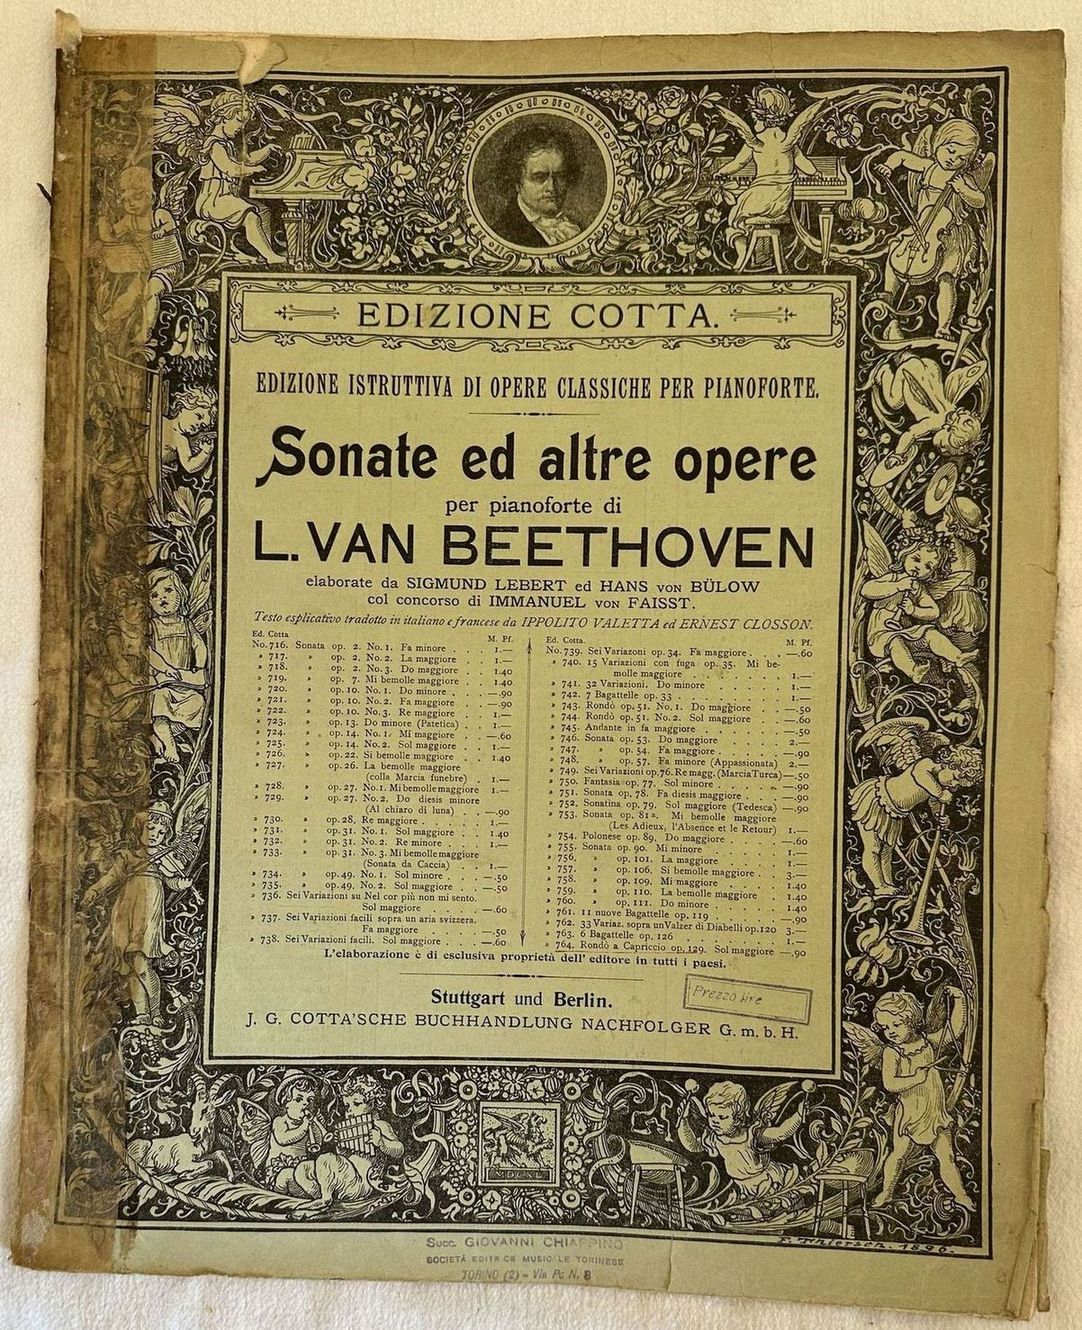 EDIZIONE COTTA.
EDIZIONE ISTRUTTIVA DI OPERE CLASSICHE PER PIANOFORTE.
Sonate ed altre opere
per pianoforte di
L. VAN BEETHOVEN
elaborate da SIGMUND LEBERT ed HANS VON BÜLOW
col concorso di IMMANUEL VON FAISST.
Testo esplicativo tradotto in italiano e francese da IPPOLITO VALETTA ed ERNEST CLOSSON.
Ed. Cotta M. Pf.
No. 716. Sonata op. 2. No. 1. Fa minore . . 1.—
" 717. " op. 2. No. 2. La maggiore . 1.—
" 718. " op. 2. No. 3. Do maggiore . 1.40
" 719. " op. 7. Mi bemolle maggiore . 1.40
" 720. " op. 10. No. 1. Do minore . . —.90
" 721. " op. 10. No. 2. Fa maggiore . —.90
" 722. " op. 10. No. 3. Re maggiore . 1.—
" 723. " op. 13. Do minore (Patetica) . 1.—
" 724. " op. 14. No. 1. Mi maggiore . —.60
" 725. " op. 14. No. 2. Sol maggiore . 1.—
" 726. " op. 22. Si bemolle maggiore . 1.40
" 727. " op. 26. La bemolle maggiore
(colla Marcia funebre) . 1.—
" 728. " op. 27. No. 1. Mi bemolle maggiore 1.—
" 729. " op. 27. No. 2. Do diesis minore
(Al chiaro di luna) . . —.90
" 730. " op. 28. Re maggiore . . . 1.—
" 731. " op. 31. No. 1. Sol maggiore . 1.40
" 732. " op. 31. No. 2. Re minore . . 1.—
" 733. " op. 31. No. 3. Mi bemolle maggiore
(Sonata da Caccia) . . 1.—
" 734. " op. 49. No. 1. Sol minore . . —.50
" 735. " op. 49. No. 2. Sol maggiore . —.50
" 736. Sei Variazioni su Nel cor più non mi sento.
Sol maggiore . . . —.60
" 737. Sei Variazioni facili sopra un aria svizzera.
Fa maggiore . . . . —.50
" 738. Sei Variazioni facili. Sol maggiore . . —.60
Ed. Cotta. M. Pf.
No. 739. Sei Variazoni op. 34. Fa maggiore . . —.60
" 740. 15 Variazioni con fuga op. 35. Mi be-
molle maggiore . . . . . 1.—
" 741. 32 Variazioni. Do minore . . . . 1.—
" 742. 7 Bagattelle op. 33 . . . . . 1.—
" 743. Rondò op. 51. No. 1. Do maggiore . —.50
" 744. Rondò op. 51. No. 2. Sol maggiore . —.60
" 745. Andante in fa maggiore . . . . —.50
" 746. Sonata op. 53. Do maggiore . . . 2.—
" 747. " op. 54. Fa maggiore . . . —.90
" 748. " op. 57. Fa minore (Appassionata) 2.—
" 749. Sei Variazioni op. 76. Re magg. (Marcia Turca) —.50
" 750. Fantasia op. 77. Sol minore . . . —.90
" 751. Sonata op. 78. Fa diesis maggiore . . —.90
" 752. Sonatina op. 79. Sol maggiore (Tedesca) —.90
" 753. Sonata op. 81a. Mi bemolle maggiore
(Les Adieux, l'Absence et le Retour) 1.—
" 754. Polonese op. 89. Do maggiore . . . —.60
" 755. Sonata op. 90. Mi minore . . . 1.—
" 756. " op. 101. La maggiore . . . 1.—
" 757. " op. 106. Si bemolle maggiore . 3.—
" 758. " op. 109. Mi maggiore . . . 1.40
" 759. " op. 110. La bemolle maggiore . 1.40
" 760. " op. 111. Do minore . . . 1.40
" 761. 11 nuove Bagattelle op. 119 . . . —.90
" 762. 33 Variaz. sopra un Valzer di Diabelli op. 120 3.—
" 763. 6 Bagattelle op. 126 . . . . 1.—
" 764. Rondò a Capriccio op. 129. Sol maggiore —.90
L'elaborazione è di esclusiva proprietà dell' editore in tutti i paesi.
Stuttgart und Berlin.
Prezzo lire
J. G. COTTA'SCHE BUCHHANDLUNG NACHFOLGER G. m. b. H.
MDCXL
F. Thiersch. 1896.
Succ. GIOVANNI CHIAPPINO
SOCIETÀ EDITRCE MUSICALE TORINESE
TORINO (2) - Via Po N. 8